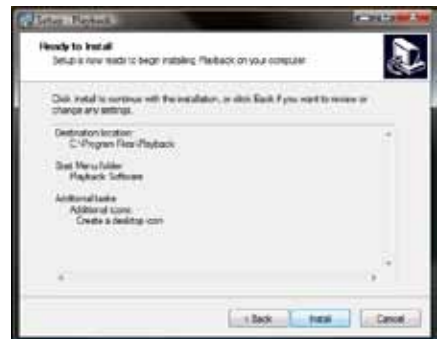 Setup - Playback
Ready to Install
Setup is now ready to begin installing Playback on your computer.
Click Install to continue with the installation, or click Back if you want to review or
change any settings.
Destination location:
C:\Program Files\Playback
Start Menu folder:
Playback Software
Additional tasks:
Additional icons:
Create a desktop icon
< Back
Install
Cancel